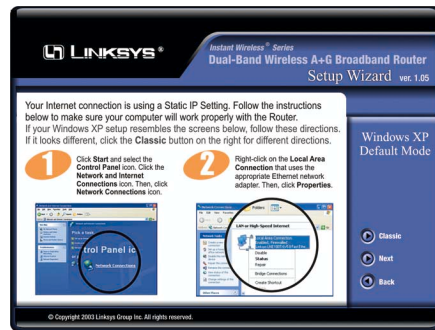 LINKSYS®
Instant Wireless® Series
Dual-Band Wireless A+G Broadband Router
Setup Wizard ver. 1.05
Your Internet connection is using a Static IP Setting. Follow the instructions
below to make sure your computer will work properly with the Router.
If your Windows XP setup resembles the screens below, follow these directions.
If it looks different, click the Classic button on the right for different directions.
Windows XP
Default Mode
1
Click Start and select the
Control Panel icon. Click the
Network and Internet
Connections icon. Then, click
Network Connections icon.
2
Right-click on the Local Area
Connection that uses the
appropriate Ethernet network
adapter. Then, click Properties.
Pick a task
trol Panel ic
Network Connections
Folders
LAN or High-Speed Internet
Local Area Connection
Disable
Status
Repair
Bridge Connections
Create Shortcut
Classic
Next
Back
© Copyright 2003 Linksys Group Inc. All rights reserved.